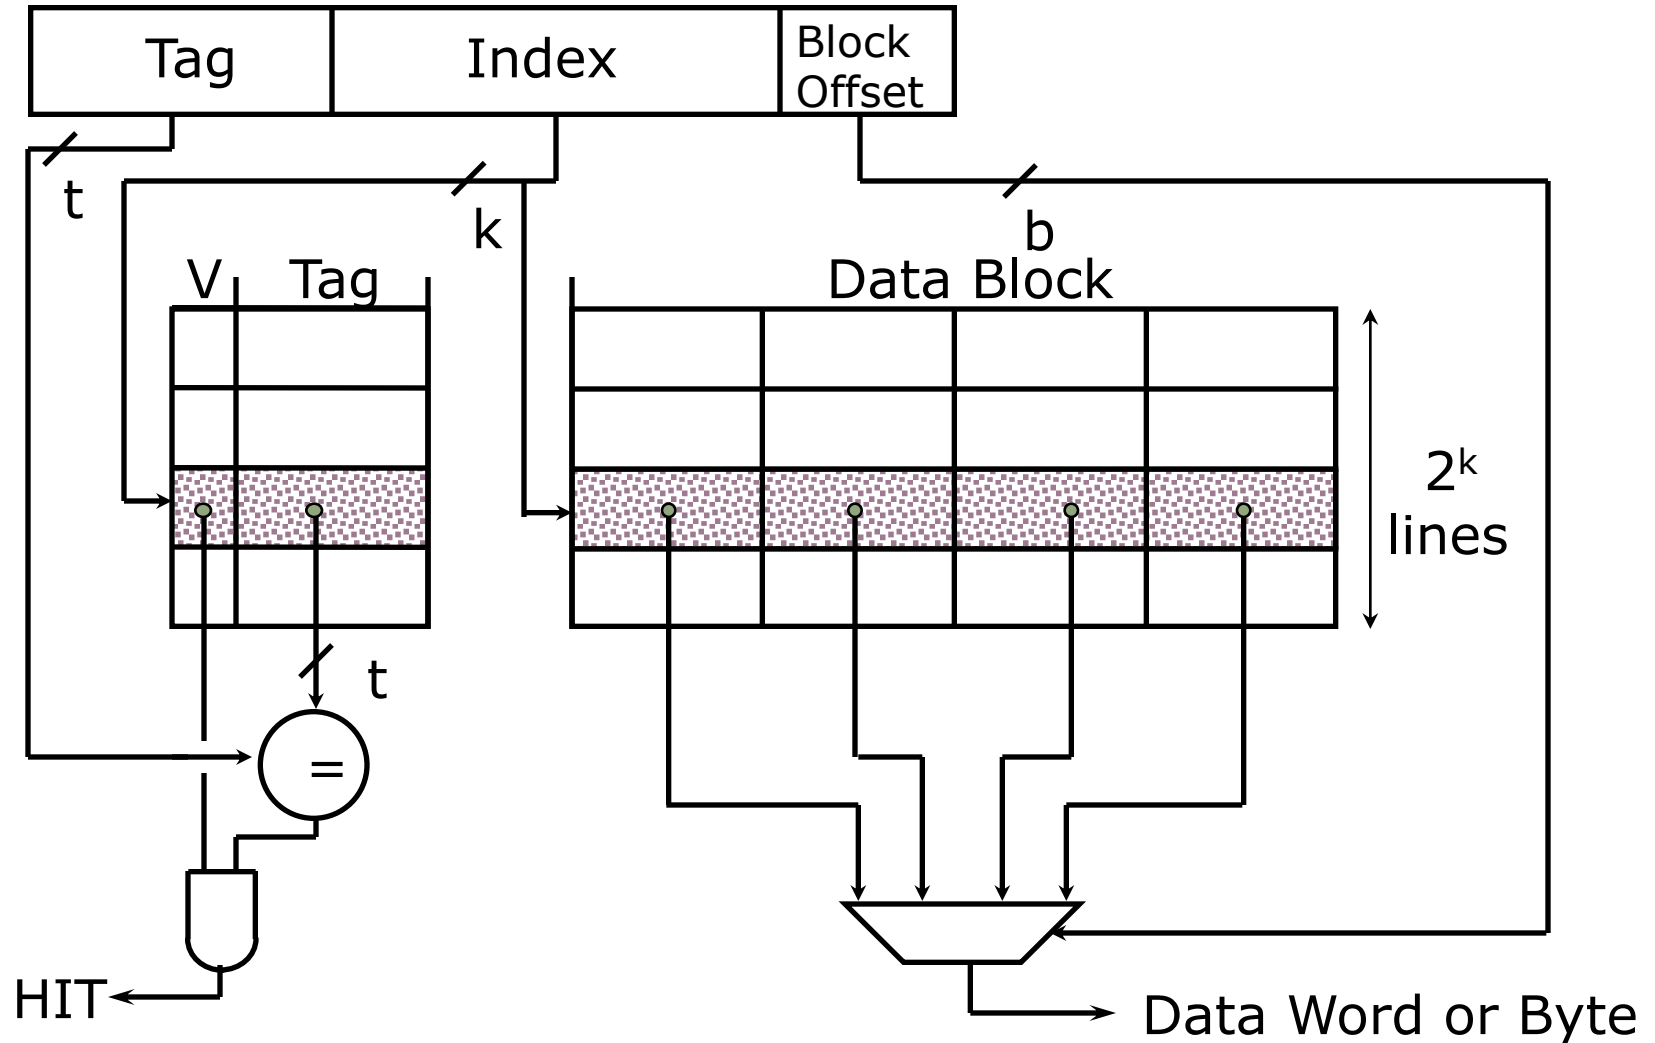 Tag
Index
Block
Offset
t
k
b
V
Tag
Data Block
2ᵏ
lines
t
=
HIT
Data Word or Byte